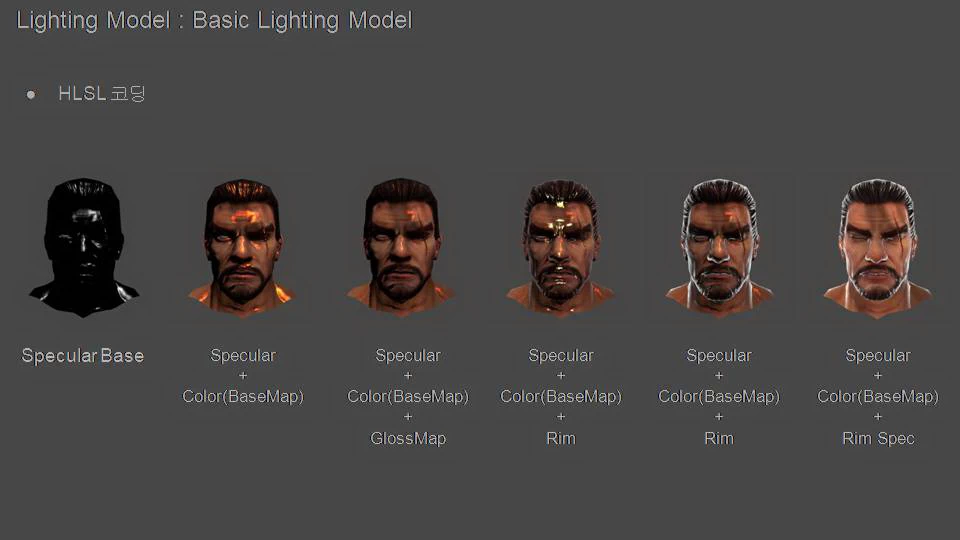 Lighting Model : Basic Lighting Model
● HLSL 코딩
Specular Base
Specular
+
Color(BaseMap)
Specular
+
Color(BaseMap)
+
GlossMap
Specular
+
Color(BaseMap)
+
Rim
Specular
+
Color(BaseMap)
+
Rim
Specular
+
Color(BaseMap)
+
Rim Spec